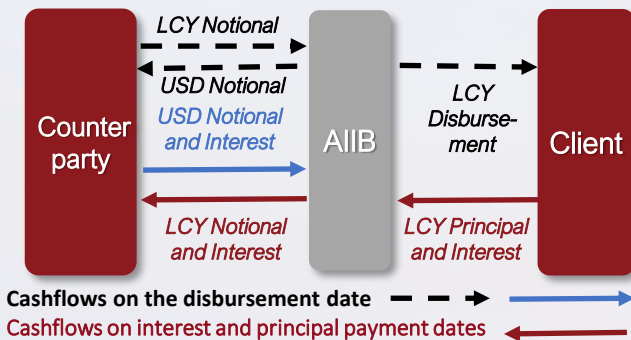 LCY Notional
USD Notional
USD Notional
and Interest
LCY Notional
and Interest
Counter
party
AIIB
LCY
Disburse-
ment
LCY Principal
and Interest
Client
Cashflows on the disbursement date
Cashflows on interest and principal payment dates